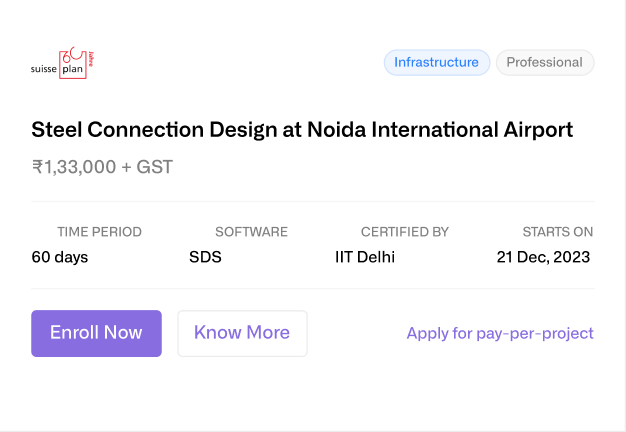 suisse plan 60 Jahre
Infrastructure
Professional
Steel Connection Design at Noida International Airport
₹1,33,000 + GST
TIME PERIOD SOFTWARE CERTIFIED BY STARTS ON
60 days SDS IIT Delhi 21 Dec, 2023
Enroll Now Know More Apply for pay-per-project